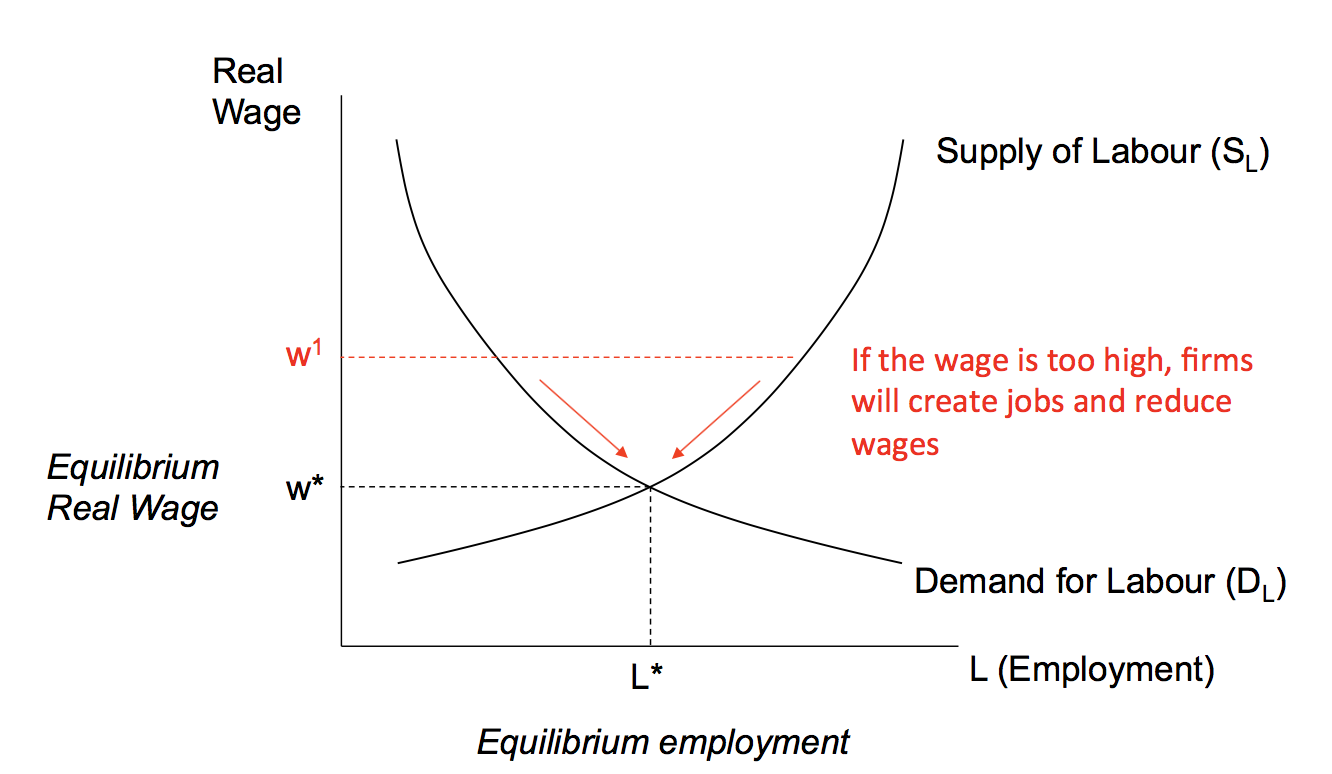 Real
Wage
Supply of Labour (SL)
w1
If the wage is too high, firms
will create jobs and reduce
wages
Equilibrium
Real Wage
w*
Demand for Labour (DL)
L*
L (Employment)
Equilibrium employment